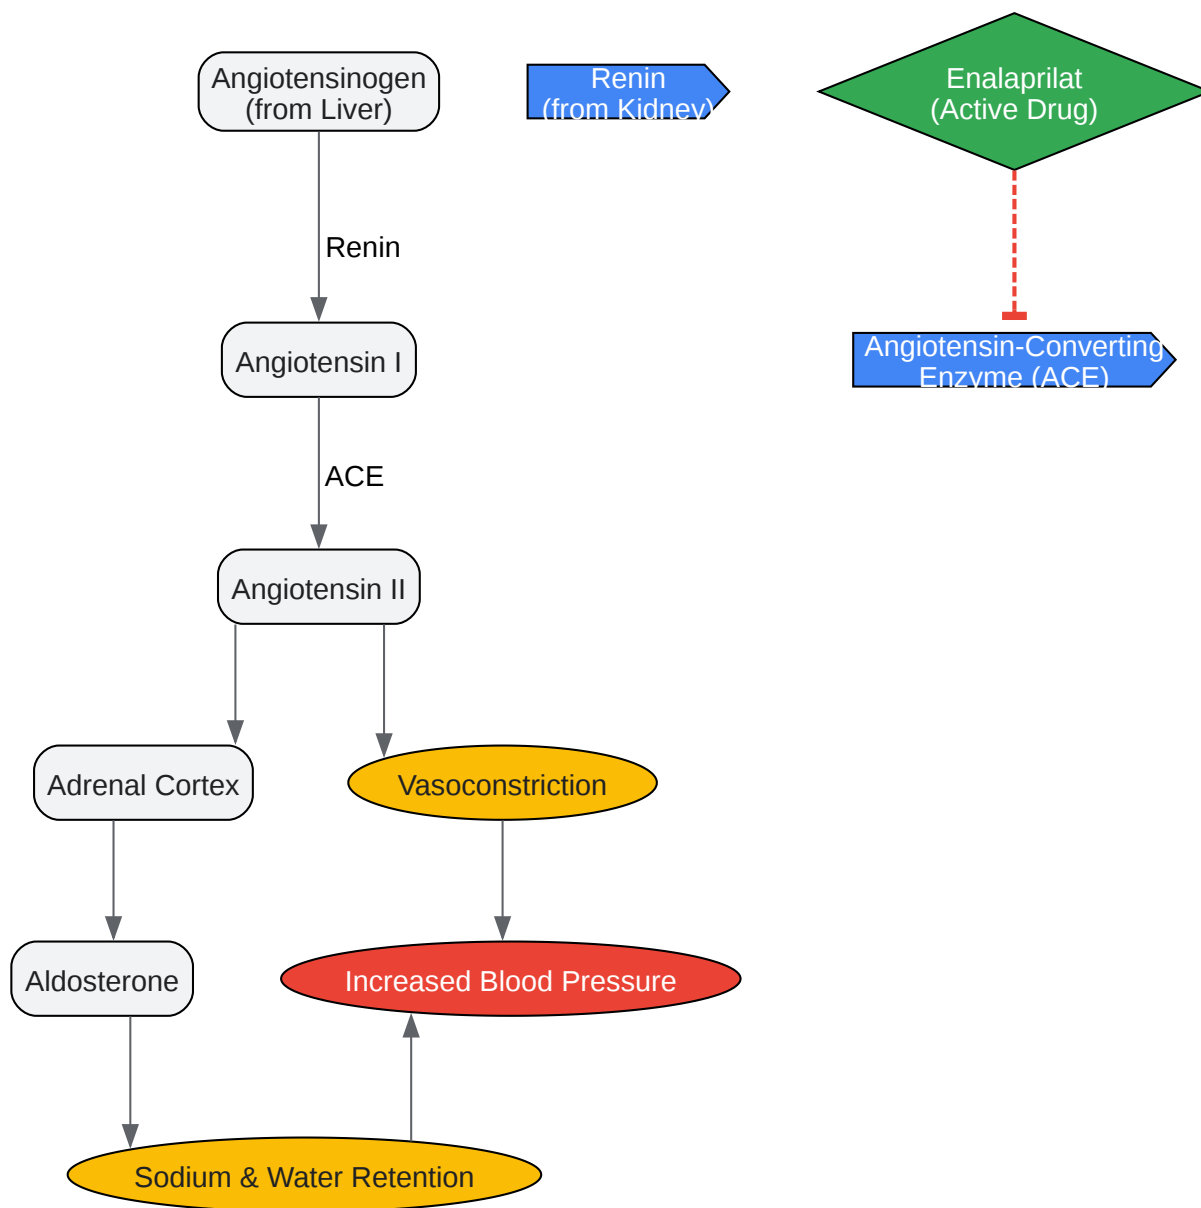 Angiotensinogen
(from Liver)
Renin
(from Kidney)
Enalaprilat
(Active Drug)
Renin
Angiotensin I
Angiotensin-Converting
Enzyme (ACE)
ACE
Angiotensin II
Adrenal Cortex
Vasoconstriction
Aldosterone
Increased Blood Pressure
Sodium & Water Retention